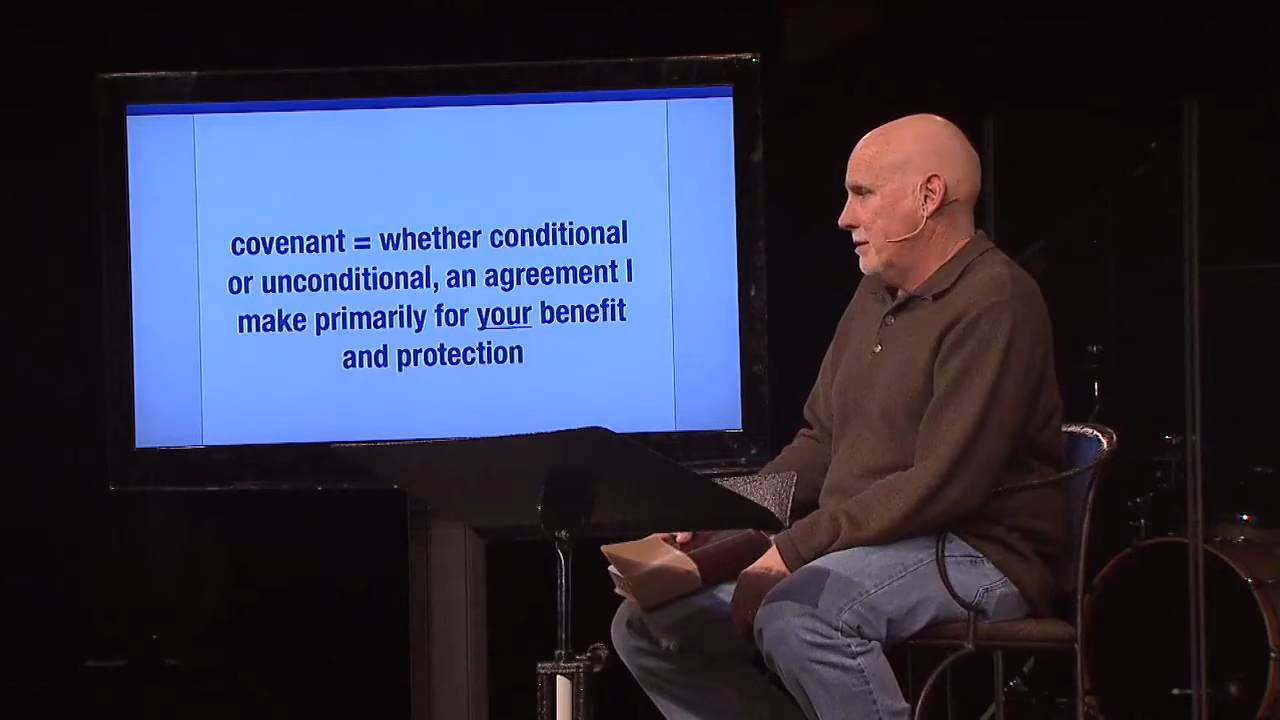 covenant = whether conditional
or unconditional, an agreement I
make primarily for your benefit
and protection